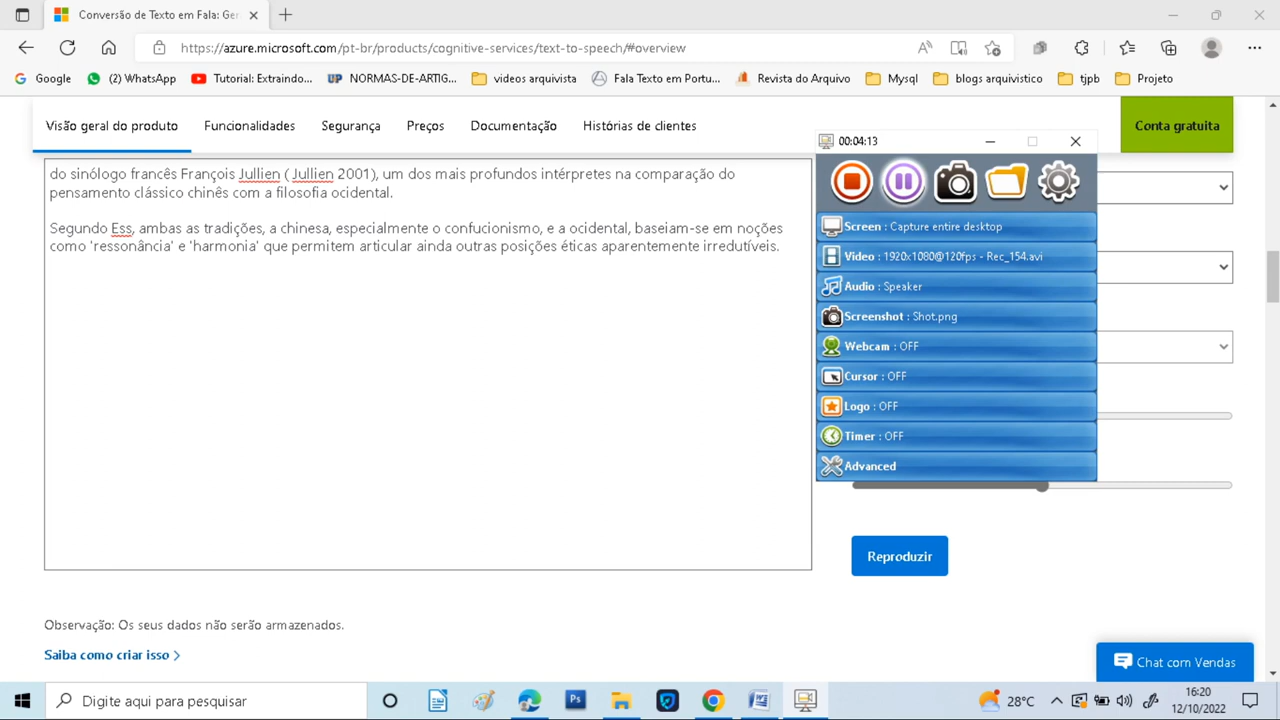 Conversão de Texto em Fala: Ger
https://azure.microsoft.com/pt-br/products/cognitive-services/text-to-speech/#overview
Google
(2) WhatsApp
Tutorial: Extraindo...
UP NORMAS-DE-ARTIG...
videos arquivista
Fala Texto em Portu...
Revista do Arquivo
Mysql
blogs arquivistico
tjpb
Projeto
Visão geral do produto
Funcionalidades
Segurança
Preços
Documentação
Histórias de clientes
Conta gratuita
do sinólogo francês François Jullien ( Jullien 2001), um dos mais profundos intérpretes na comparação do
pensamento clássico chinês com a filosofia ocidental.
Segundo Ess, ambas as tradições, a chinesa, especialmente o confucionismo, e a ocidental, baseiam-se em noções
como 'ressonância' e 'harmonia' que permitem articular ainda outras posições éticas aparentemente irredutíveis.
00:04:13
Screen : Capture entire desktop
Video : 1920x1080@120fps - Rec_154.avi
Audio : Speaker
Screenshot : Shot.png
Webcam : OFF
Cursor : OFF
Logo : OFF
Timer : OFF
Advanced
Reproduzir
Observação: Os seus dados não serão armazenados.
Saiba como criar isso
Chat com Vendas
Digite aqui para pesquisar
28°C
16:20
12/10/2022